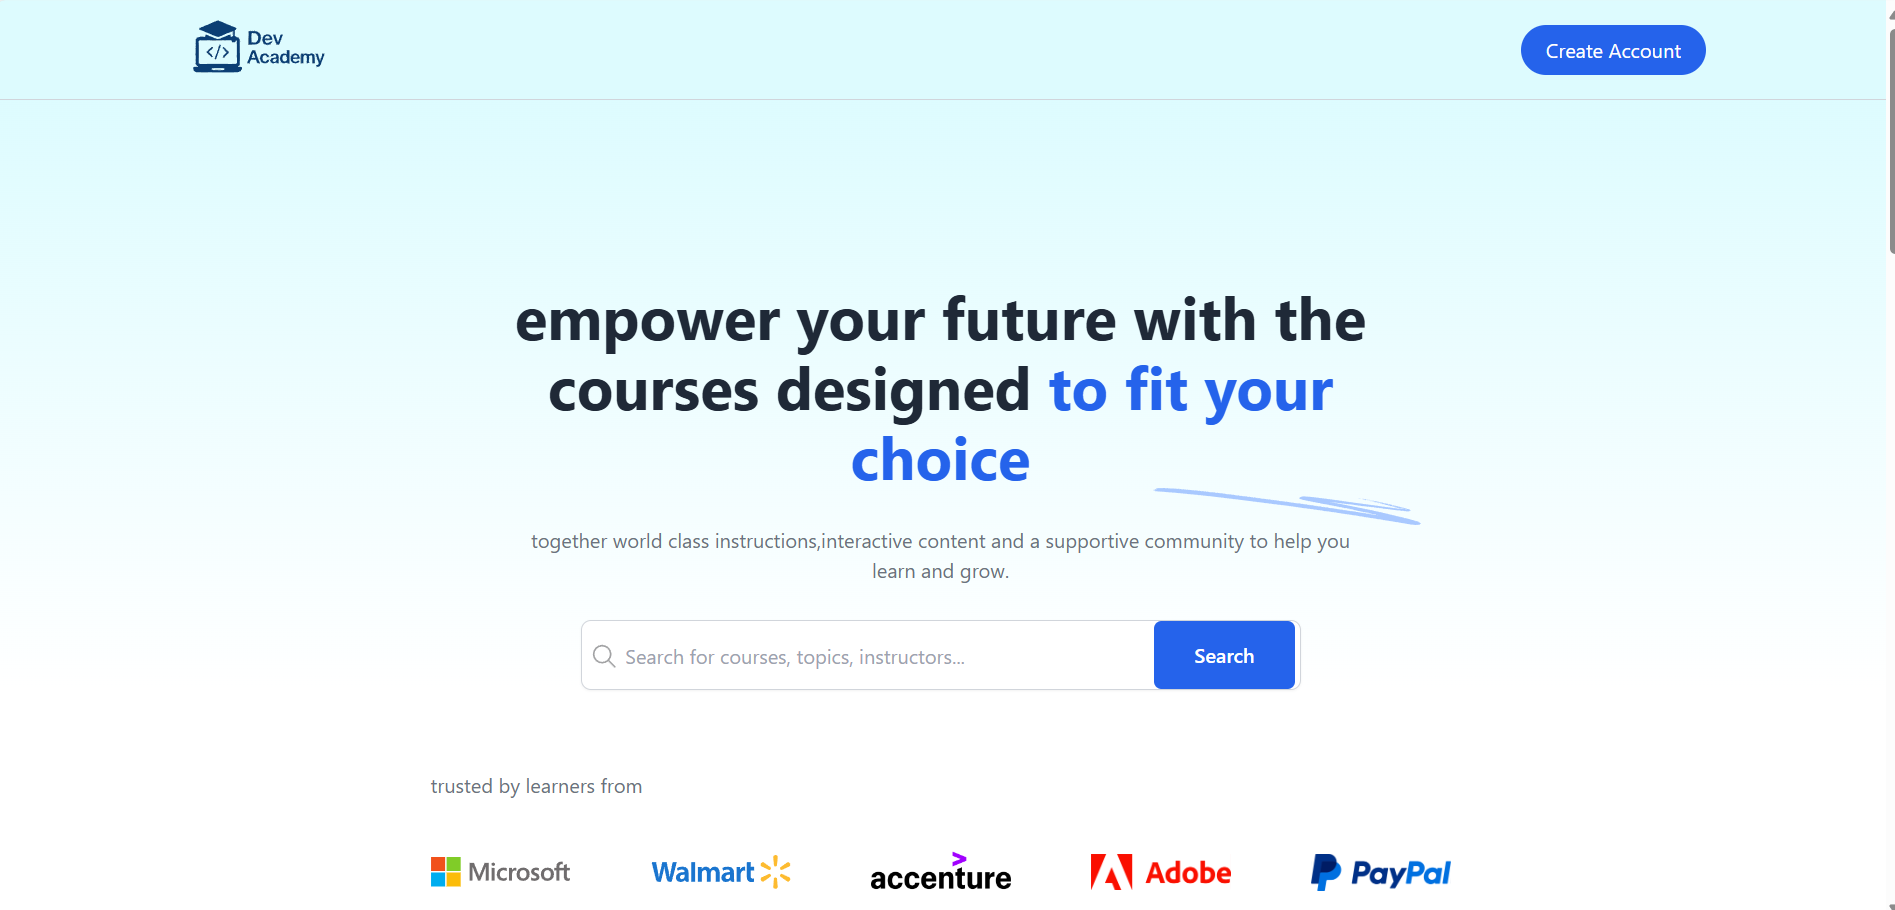 Dev
Academy
</>
Create Account
empower your future with the
courses designed to fit your
choice
together world class instructions,interactive content and a supportive community to help you
learn and grow.
Search for courses, topics, instructors...
Search
trusted by learners from
Microsoft
Walmart
accenture
Adobe
PayPal